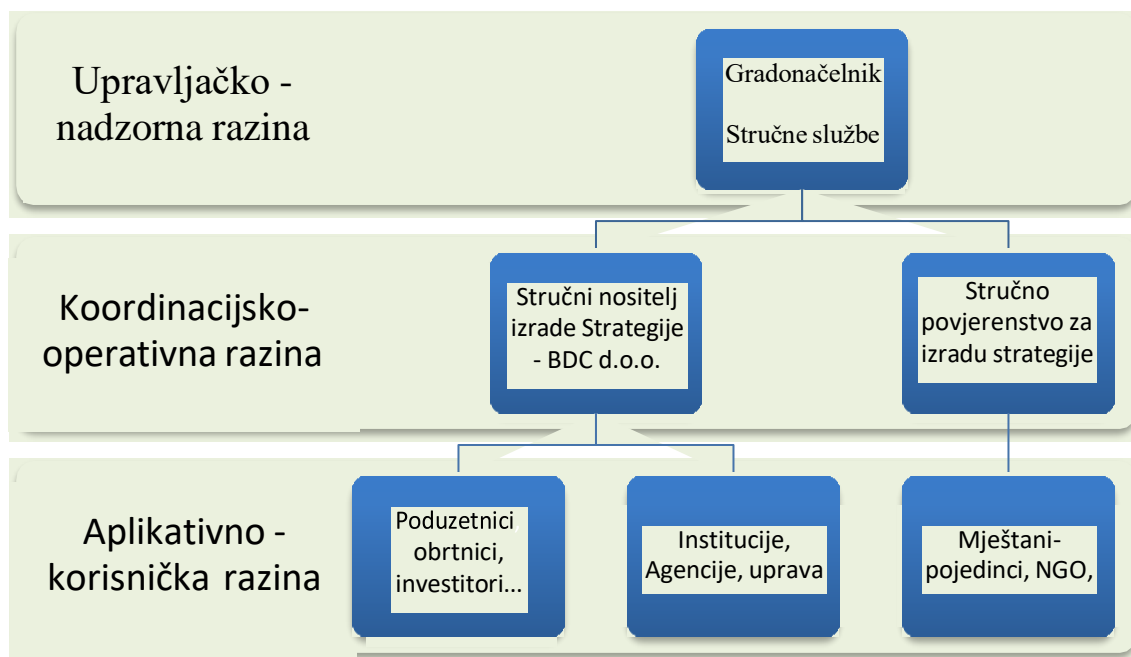 Upravljačko -
nadzorna razina
Gradonačelnik
Stručne službe
Koordinacijsko-
operativna razina
Stručni nositelj
izrade Strategije
- BDC d.o.o.
Stručno
povjerenstvo za
izradu strategije
Aplikativno -
korisnička razina
Poduzetnici
obrtnici,
investitori...
Institucije,
Agencije, uprava
Mještani-
pojedinci, NGO,